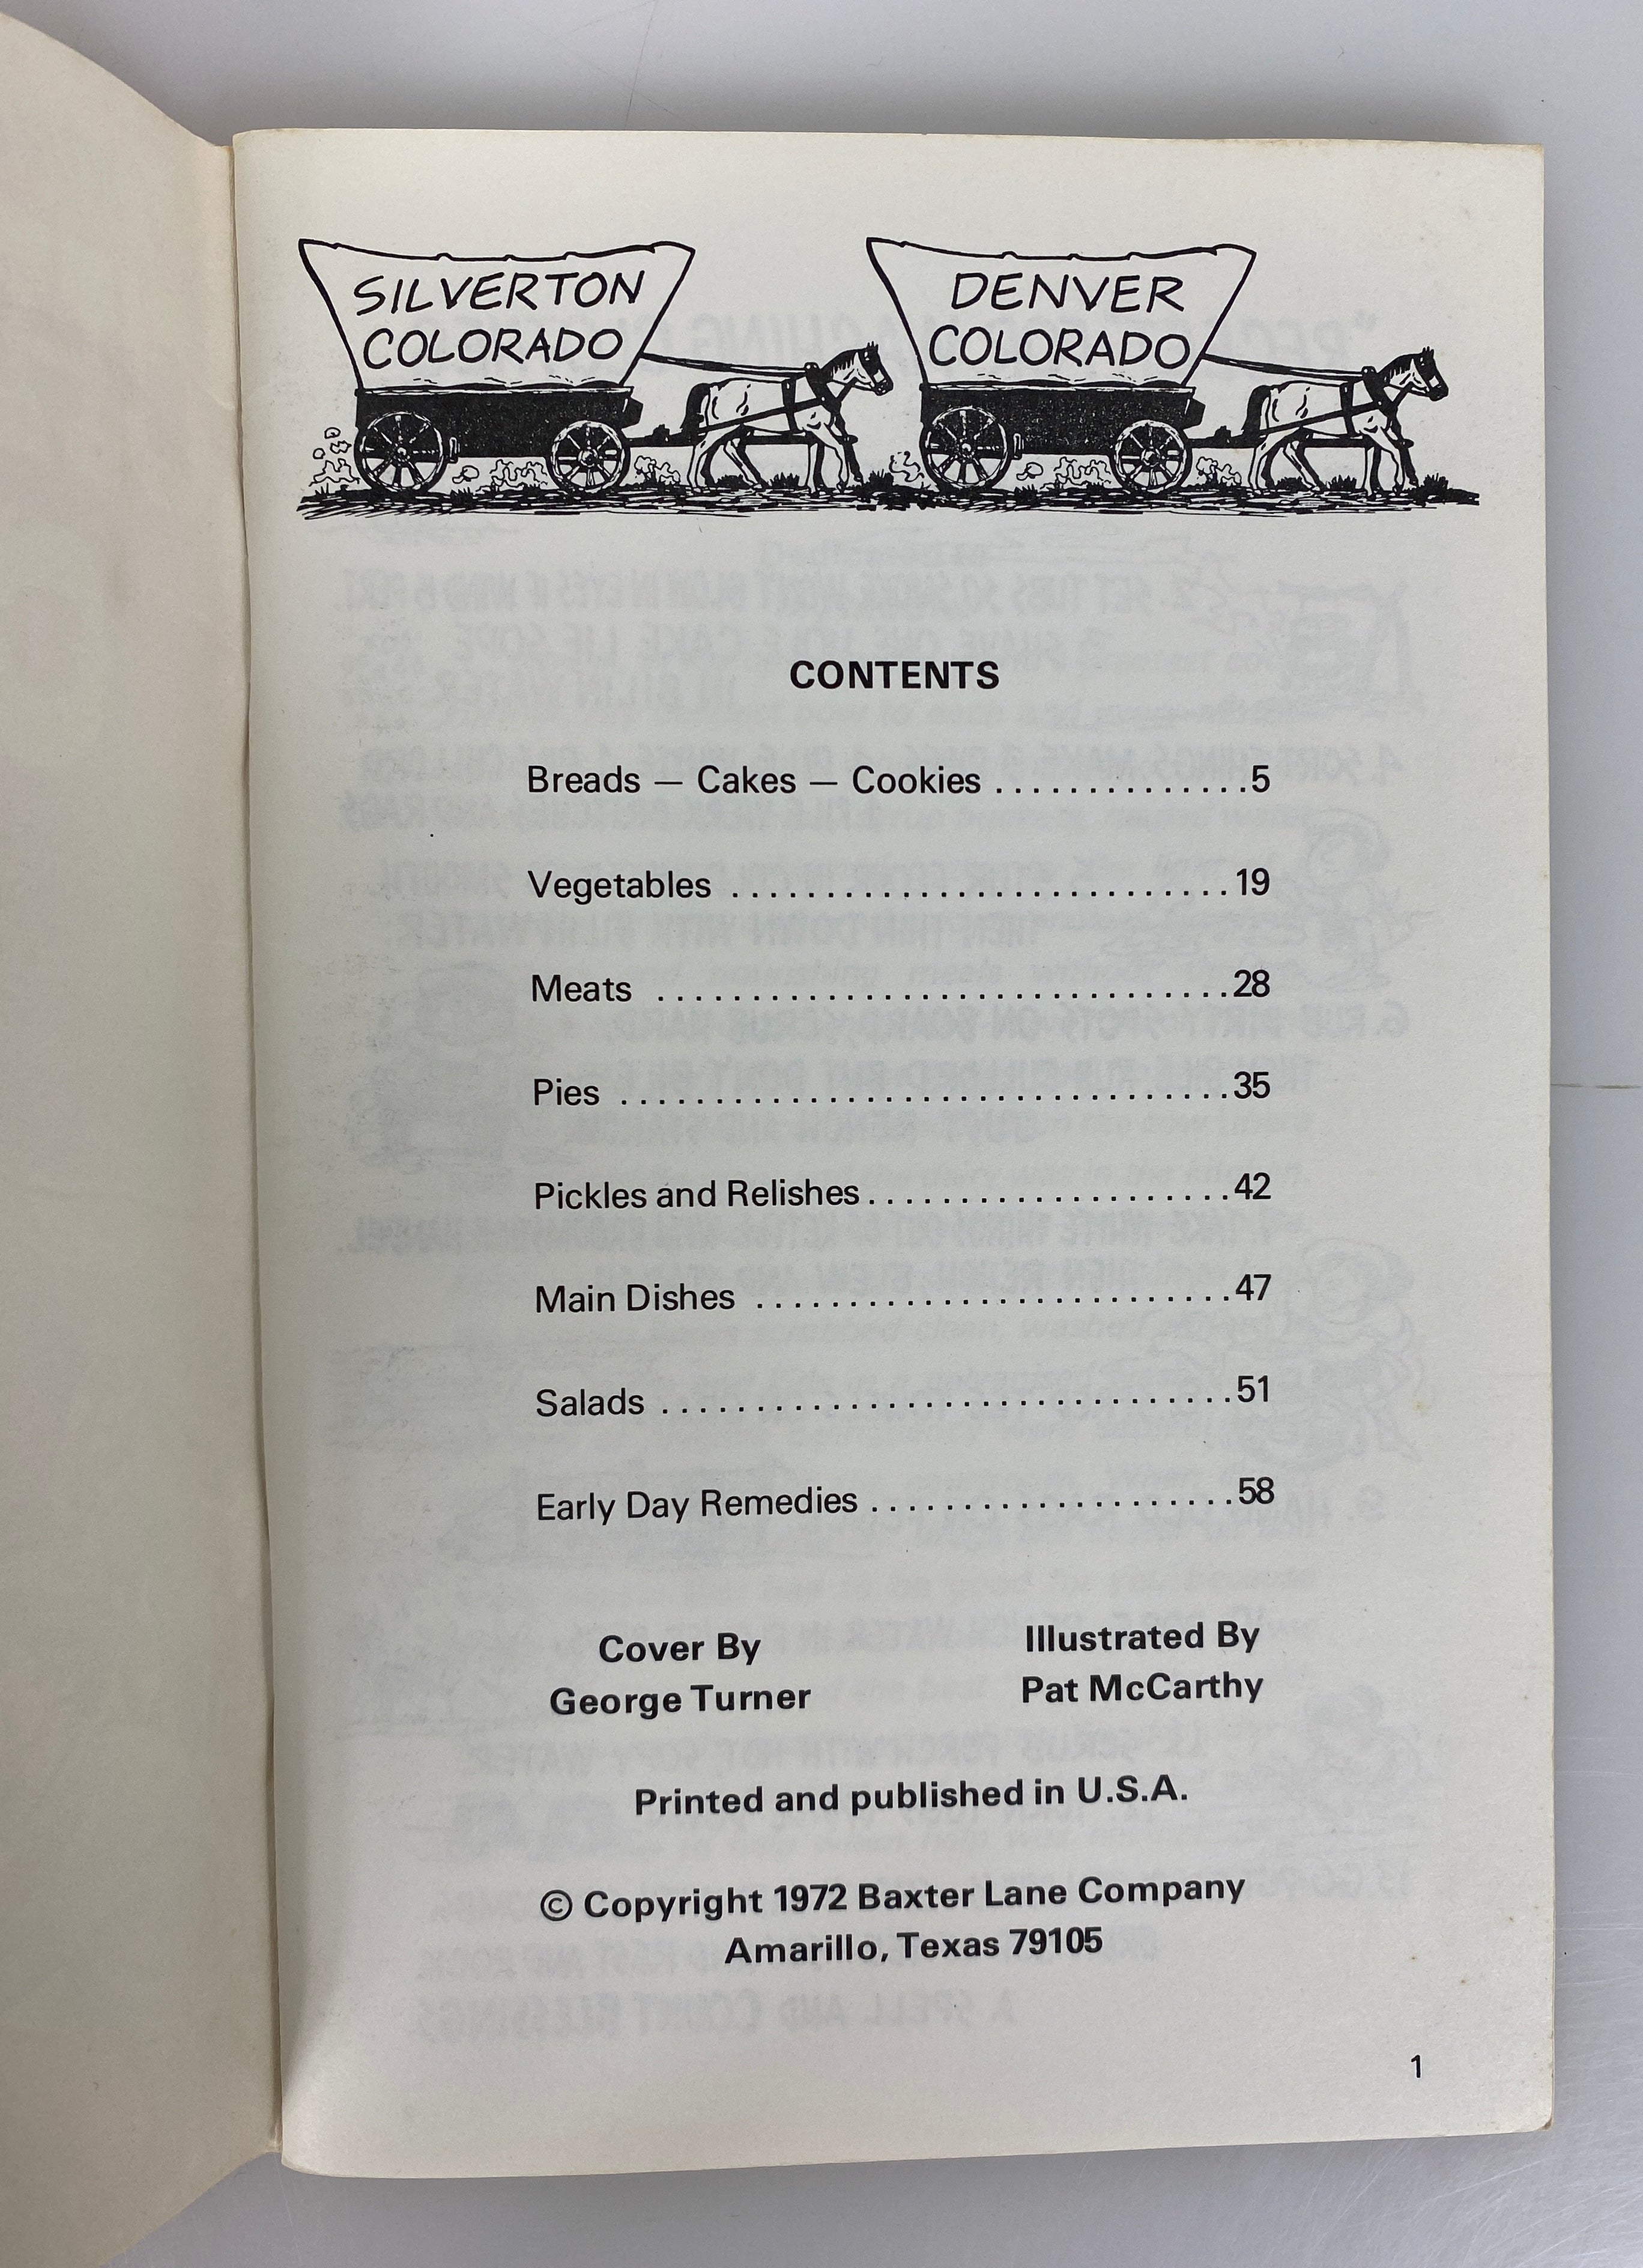 SILVERTON
COLORADO
DENVER
COLORADO
CONTENTS
Breads — Cakes — Cookies . . . . . . . . . . . . . .5
Vegetables . . . . . . . . . . . . . . . . . . . . . . . . . . .19
Meats . . . . . . . . . . . . . . . . . . . . . . . . . . . . . . .28
Pies . . . . . . . . . . . . . . . . . . . . . . . . . . . . . . . . .35
Pickles and Relishes . . . . . . . . . . . . . . . . . . . .42
Main Dishes . . . . . . . . . . . . . . . . . . . . . . . . . .47
Salads . . . . . . . . . . . . . . . . . . . . . . . . . . . . . . .51
Early Day Remedies . . . . . . . . . . . . . . . . . . . .58
Cover By
George Turner
Illustrated By
Pat McCarthy
Printed and published in U.S.A.
© Copyright 1972 Baxter Lane Company
Amarillo, Texas 79105
1